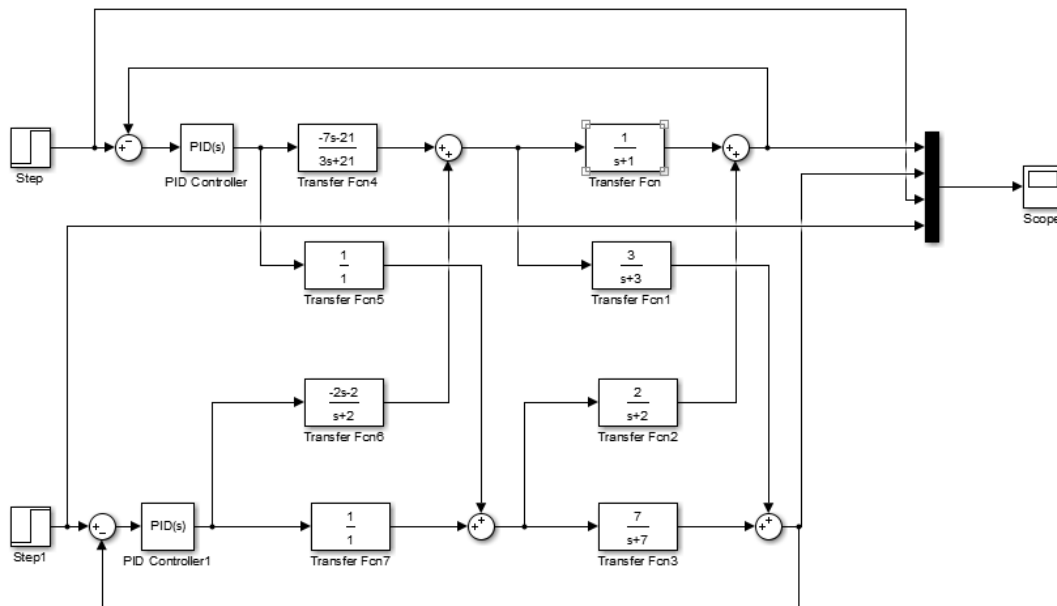 Step
PID(s)
PID Controller
-7s-21
3s+21
Transfer Fcn4
1
s+1
Transfer Fcn
Scope
1
1
Transfer Fcn5
3
s+3
Transfer Fcn1
-2s-2
s+2
Transfer Fcn6
2
s+2
Transfer Fcn2
Step1
PID(s)
PID Controller1
1
1
Transfer Fcn7
7
s+7
Transfer Fcn3